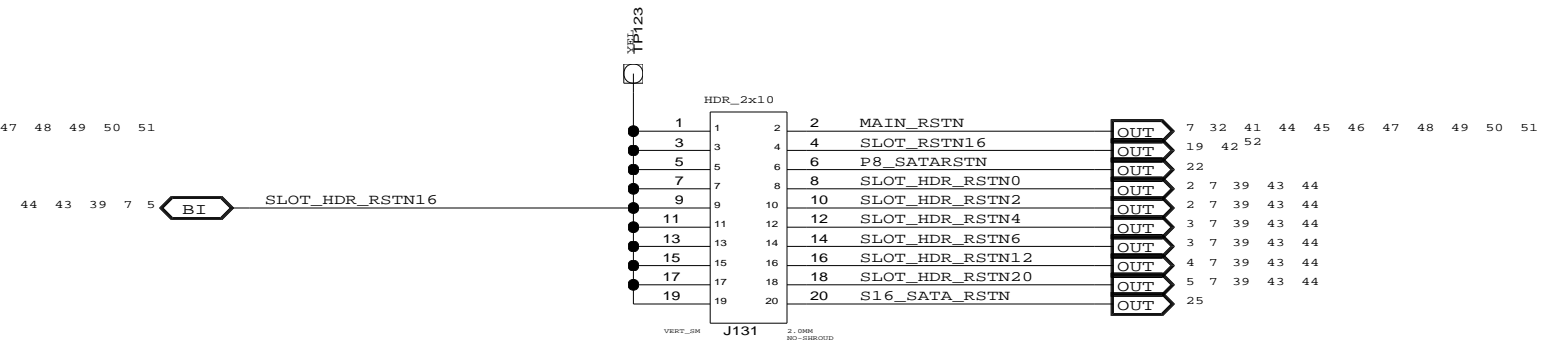 TP123
YEL
HDR_2x10
47 48 49 50 51
1 1 2 2 MAIN_RSTN OUT 7 32 41 44 45 46 47 48 49 50 51
3 3 4 4 SLOT_RSTN16 OUT 19 42 52
5 5 6 6 P8_SATARSTN OUT 22
7 7 8 8 SLOT_HDR_RSTN0 OUT 2 7 39 43 44
44 43 39 7 5 BI SLOT_HDR_RSTN16 9 9 10 10 SLOT_HDR_RSTN2 OUT 2 7 39 43 44
11 11 12 12 SLOT_HDR_RSTN4 OUT 3 7 39 43 44
13 13 14 14 SLOT_HDR_RSTN6 OUT 3 7 39 43 44
15 15 16 16 SLOT_HDR_RSTN12 OUT 4 7 39 43 44
17 17 18 18 SLOT_HDR_RSTN20 OUT 5 7 39 43 44
19 19 20 20 S16_SATA_RSTN OUT 25
VERT_SM J131 2.0MM
NO-SHROUD